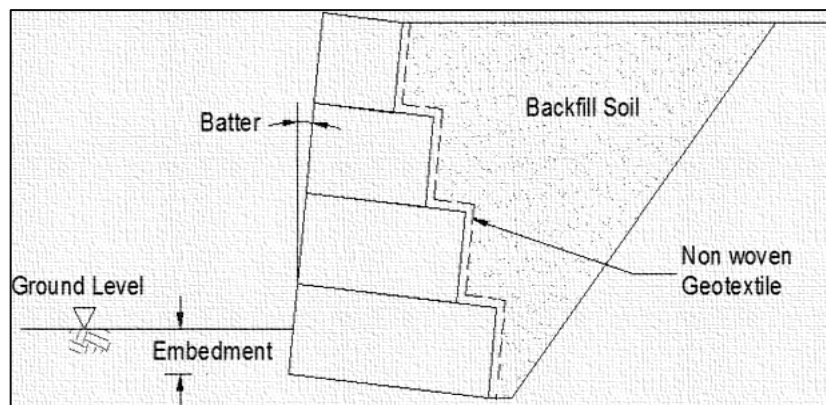 Backfill Soil
Batter
Non woven
Geotextile
Ground Level
Embedment